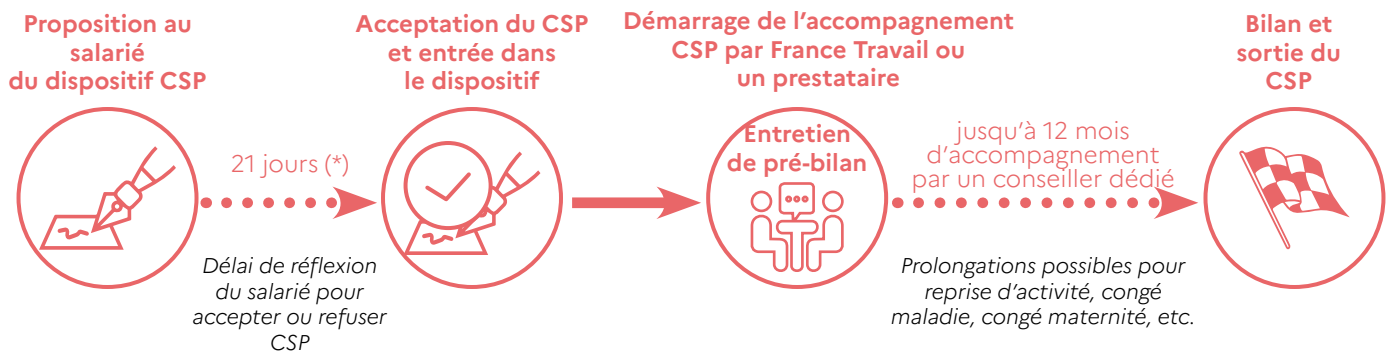 Proposition au
salarié
du dispositif CSP
21 jours (*)
Délai de réflexion
du salarié pour
accepter ou refuser
CSP
Acceptation du CSP
et entrée dans
le dispositif
Démarrage de l’accompagnement
CSP par France Travail ou
un prestataire
Entretien
de pré-bilan
jusqu’à 12 mois
d’accompagnement
par un conseiller dédié
Prolongations possibles pour
reprise d’activité, congé
maladie, congé maternité, etc.
Bilan et
sortie du
CSP